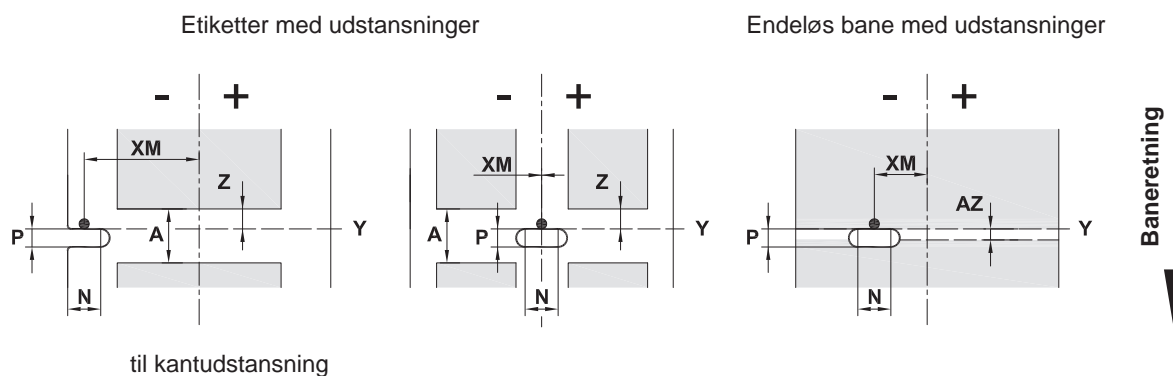 Etiketter med udstansninger
Endeløs bane med udstansninger
- +
- +
- +
XM
Z
P
A
Y
N
XM
Z
A
P
Y
N
XM
AZ
P
Y
N
Baneretning
til kantudstansning